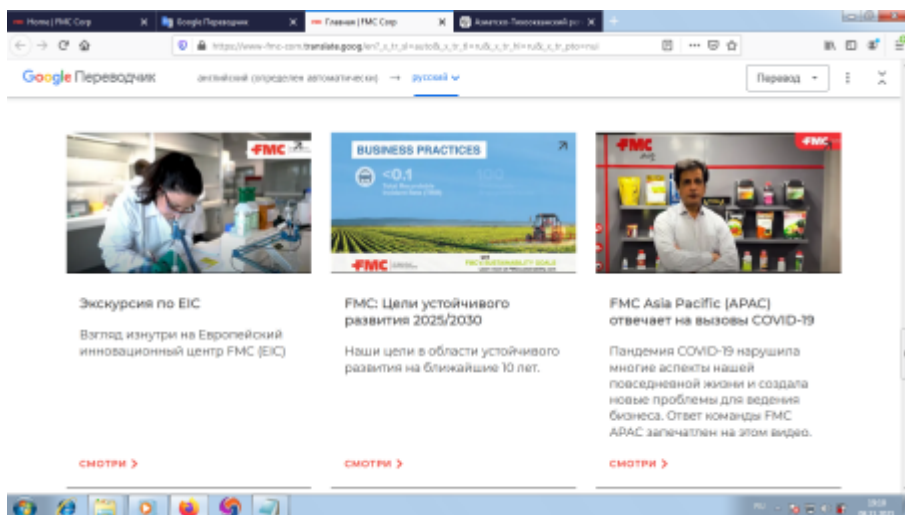 Home | FMC Corp
Google Переводчик
Главная | FMC Corp
Азиатско-Тихоокеанский
Google Переводчик
английский (определен автоматически) → русский
Перевод
FMC
BUSINESS PRACTICES
<0.1
100
FMC
FMC
FMC
Экскурсия по EIC
Взгляд изнутри на Европейский
инновационный центр FMC (EIC)
СМОТРИ >
FMC: Цели устойчивого
развития 2025/2030
Наши цели в области устойчивого
развития на ближайшие 10 лет.
СМОТРИ >
FMC Asia Pacific (APAC)
отвечает на вызовы COVID-19
Пандемия COVID-19 нарушила
многие аспекты нашей
повседневной жизни и создала
новые проблемы для ведения
бизнеса. Ответ команды FMC
APAC запечатлен на этом видео.
СМОТРИ >